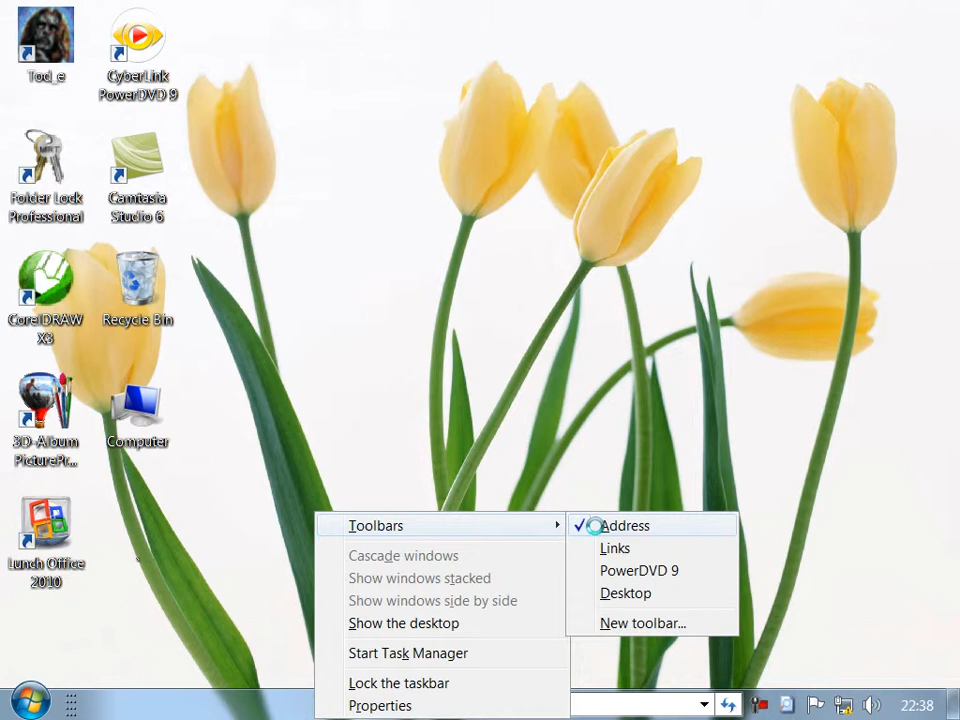 Tod_e
CyberLink
PowerDVD 9
Folder Lock
Professional
Camtasia
Studio 6
CorelDRAW
X3
Recycle Bin
3D-Album
PicturePr...
Computer
Lunch Office
2010
Toolbars
Cascade windows
Show windows stacked
Show windows side by side
Show the desktop
Start Task Manager
Lock the taskbar
Properties
Address
Links
PowerDVD 9
Desktop
New toolbar...
22:38